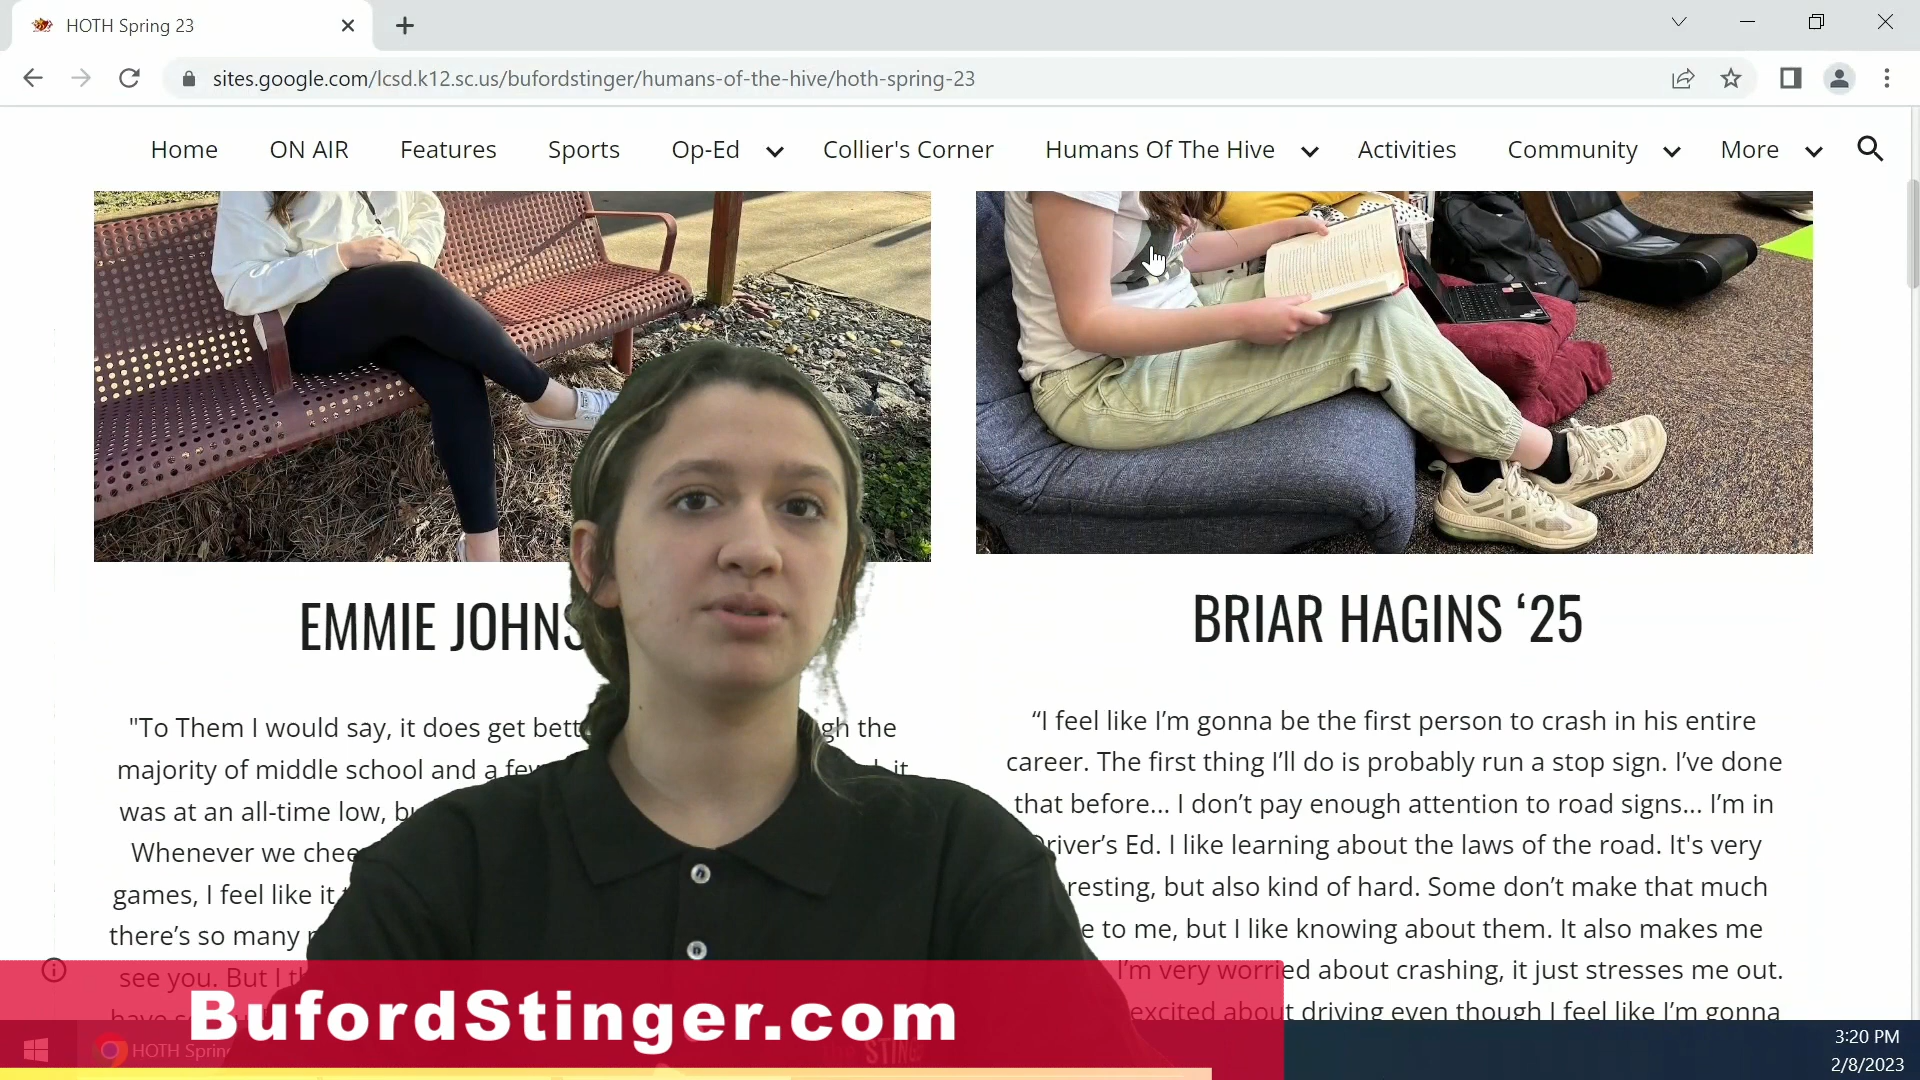 HOTH Spring 23
sites.google.com/lcsd.k12.sc.us/bufordstinger/humans-of-the-hive/hoth-spring-23
Home ON AIR Features Sports Op-Ed Collier's Corner Humans Of The Hive Activities Community More
EMMIE
BRIAR HAGINS ‘25
"To Them I would say, it does get the
majority of middle school and a it
was at an all-time low,
Whenever we
games, I feel like it
there’s so many
see you. But I
“I feel like I’m gonna be the first person to crash in his entire
career. The first thing I’ll do is probably run a stop sign. I’ve done
that before... I don’t pay enough attention to road signs... I’m in
Driver’s Ed. I like learning about the laws of the road. It's very
but also kind of hard. Some don’t make that much
to me, but I like knowing about them. It also makes me
I’m very worried about crashing, it just stresses me out.
excited about driving even though I feel like I’m gonna
BufordStinger.com
HOTH
3:20 PM
2/8/2023